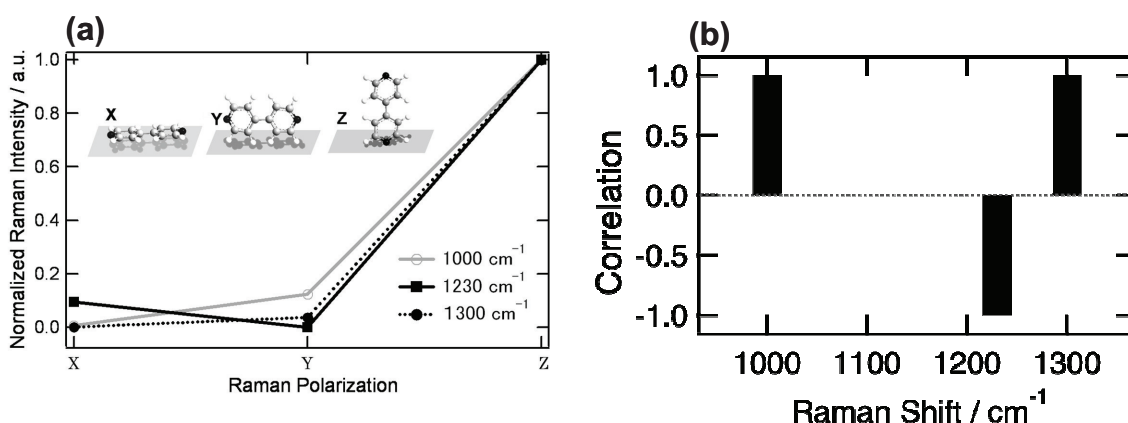 (a)
Normalized Raman Intensity / a.u.
1.0
0.8
0.6
0.4
0.2
0.0
X
Y
Z
1000 cm⁻¹
1230 cm⁻¹
1300 cm⁻¹
X
Y
Z
Raman Polarization
(b)
Correlation
1.0
0.5
0.0
-0.5
-1.0
1000
1100
1200
1300
Raman Shift / cm⁻¹